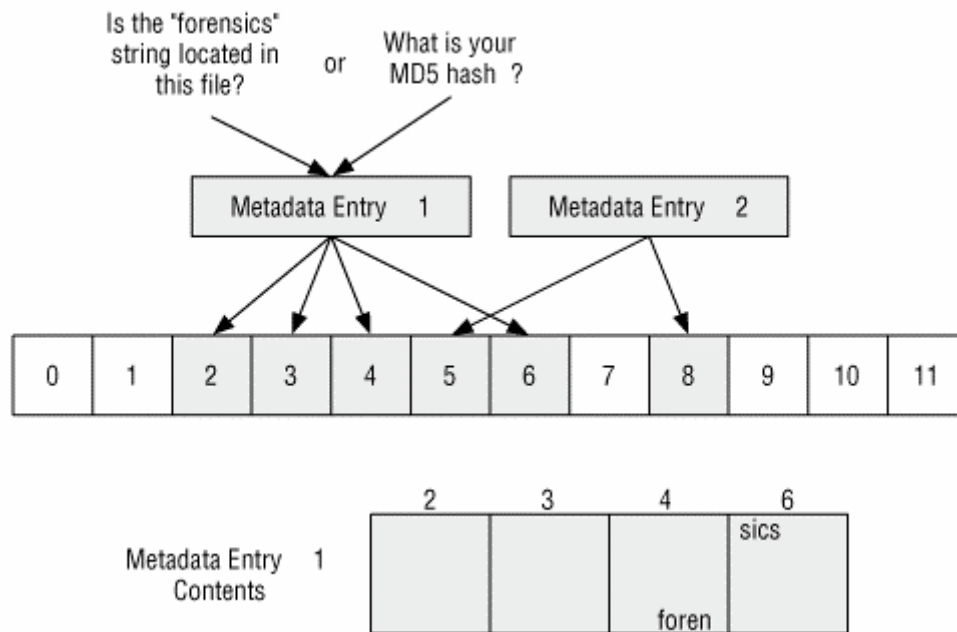 Is the "forensics"
string located in
this file?
or
What is your
MD5 hash ?
Metadata Entry 1
Metadata Entry 2
0 1 2 3 4 5 6 7 8 9 10 11
2 3 4 6
sics
Metadata Entry 1
Contents
foren